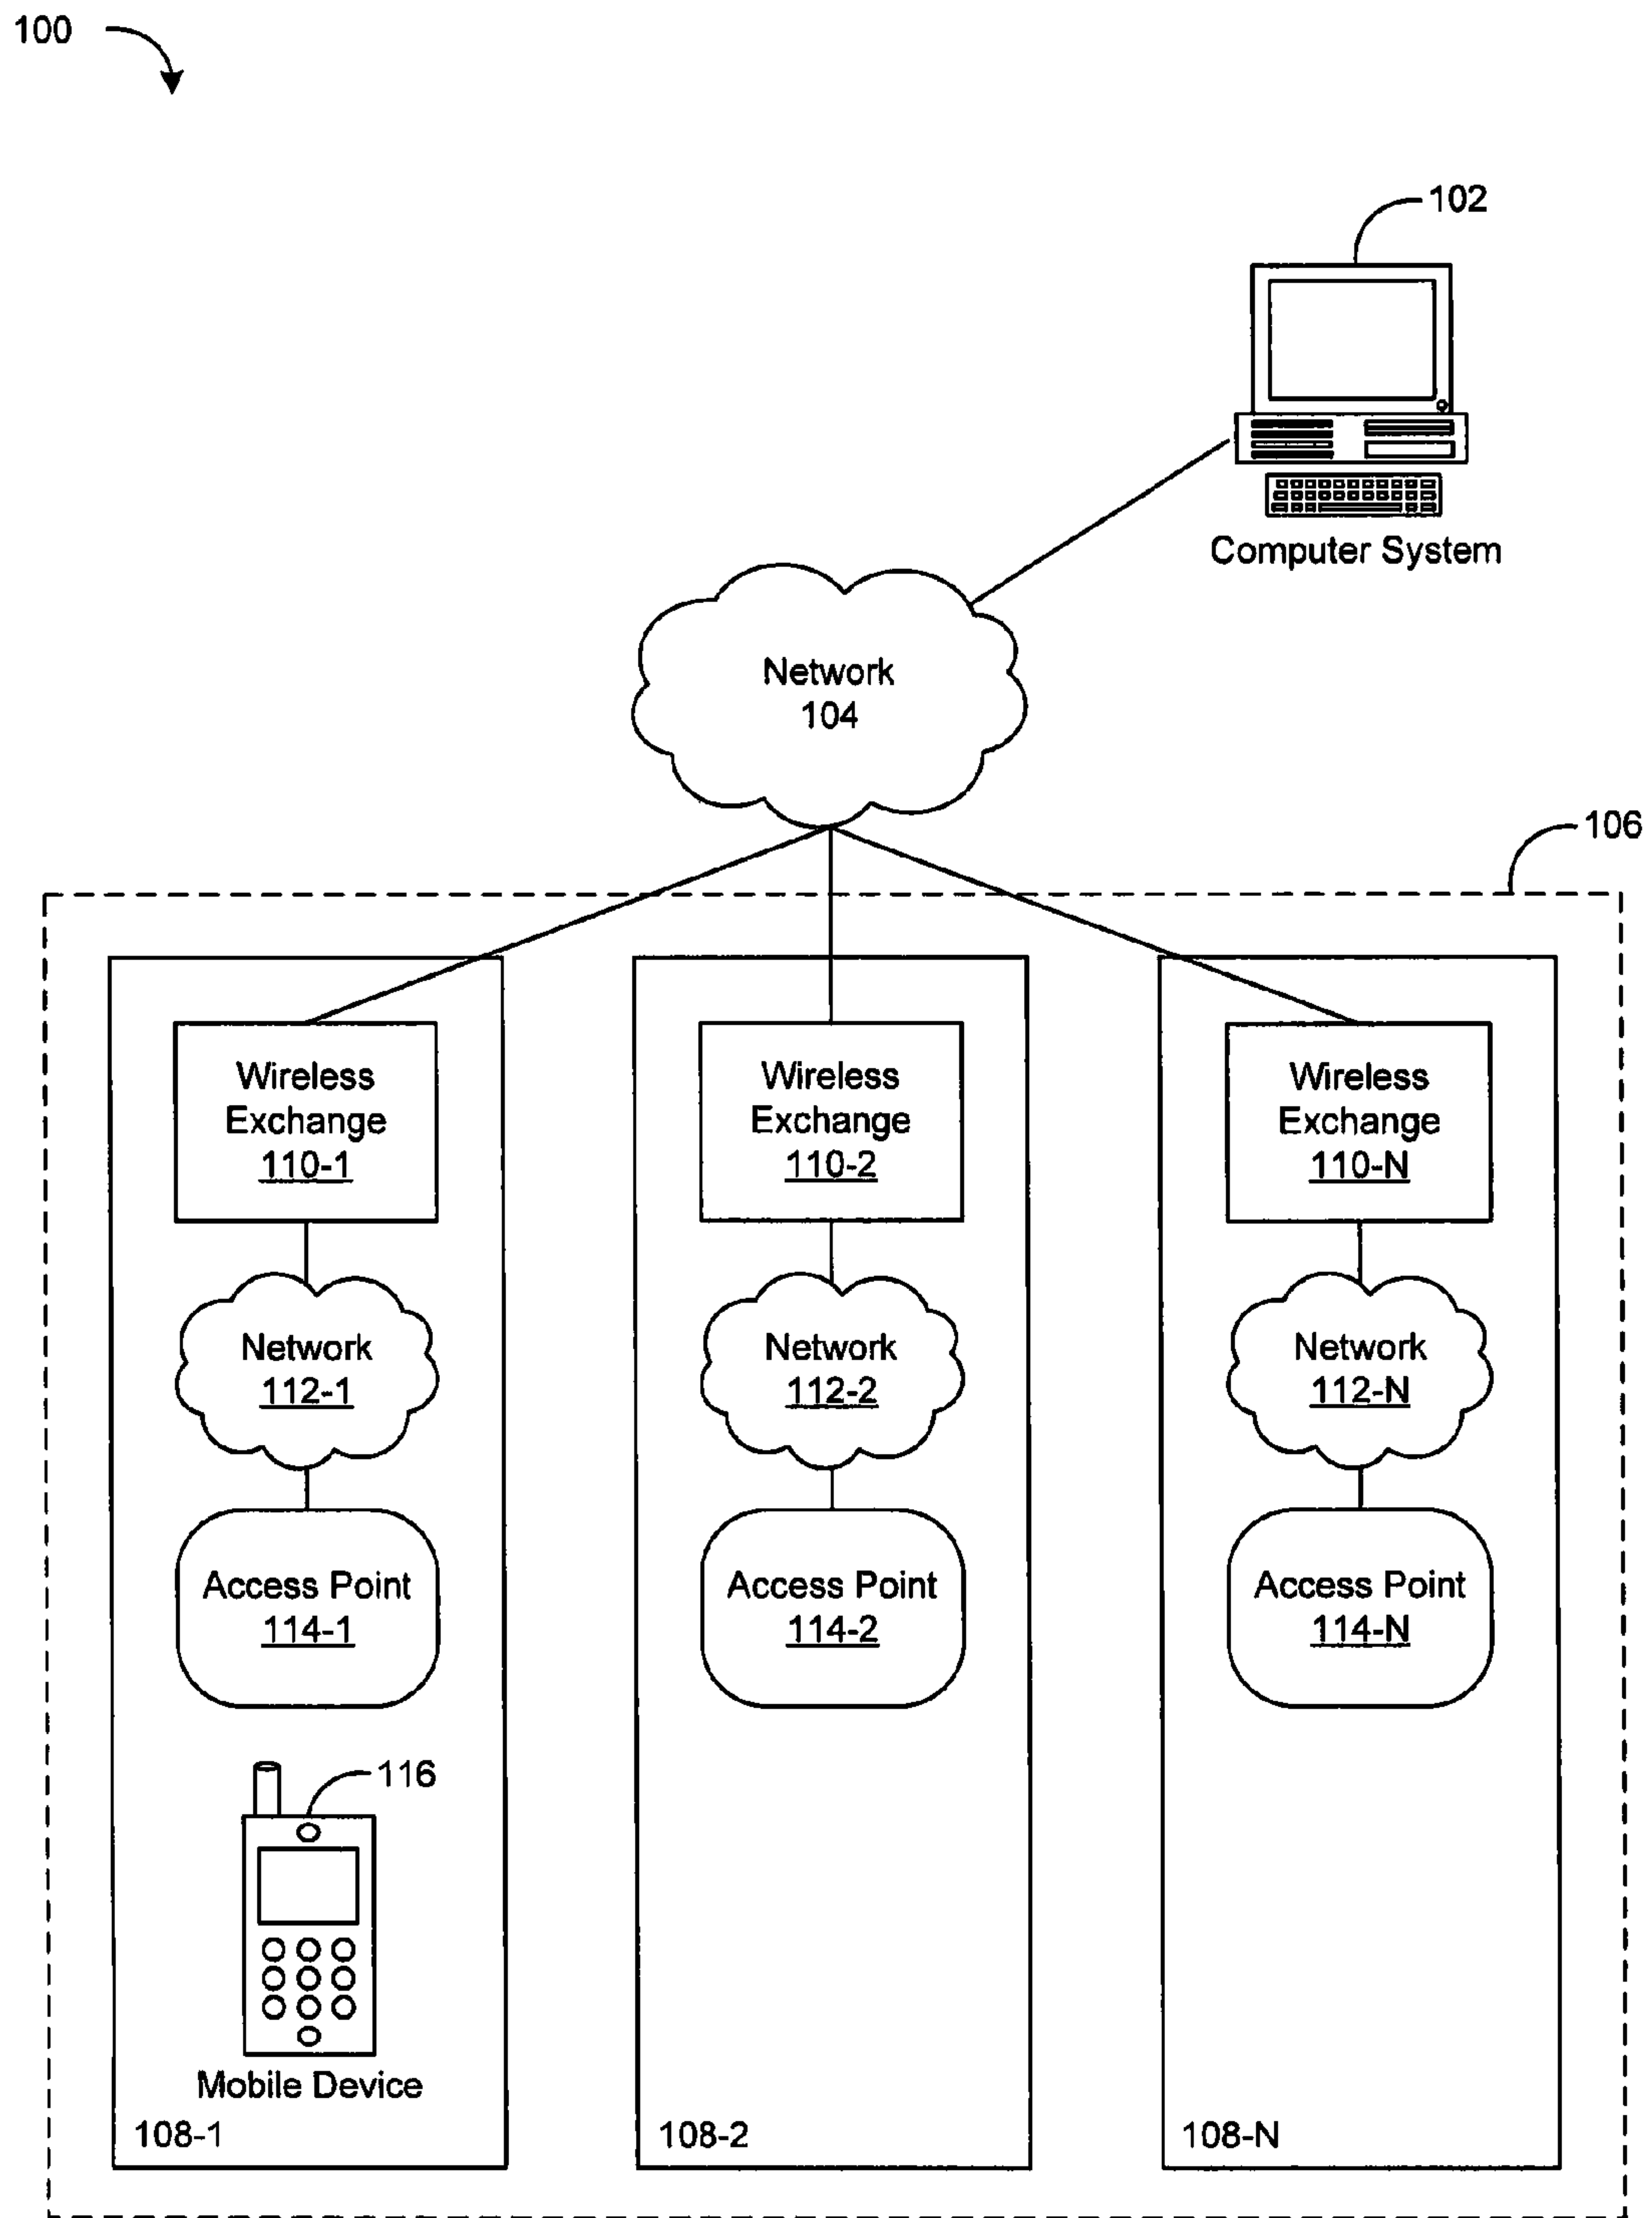 100
102
Computer System
Network
104
106
Wireless
Exchange
110-1
Network
112-1
Access Point
114-1
116
Mobile Device
108-1
Wireless
Exchange
110-2
Network
112-2
Access Point
114-2
108-2
Wireless
Exchange
110-N
Network
112-N
Access Point
114-N
108-N